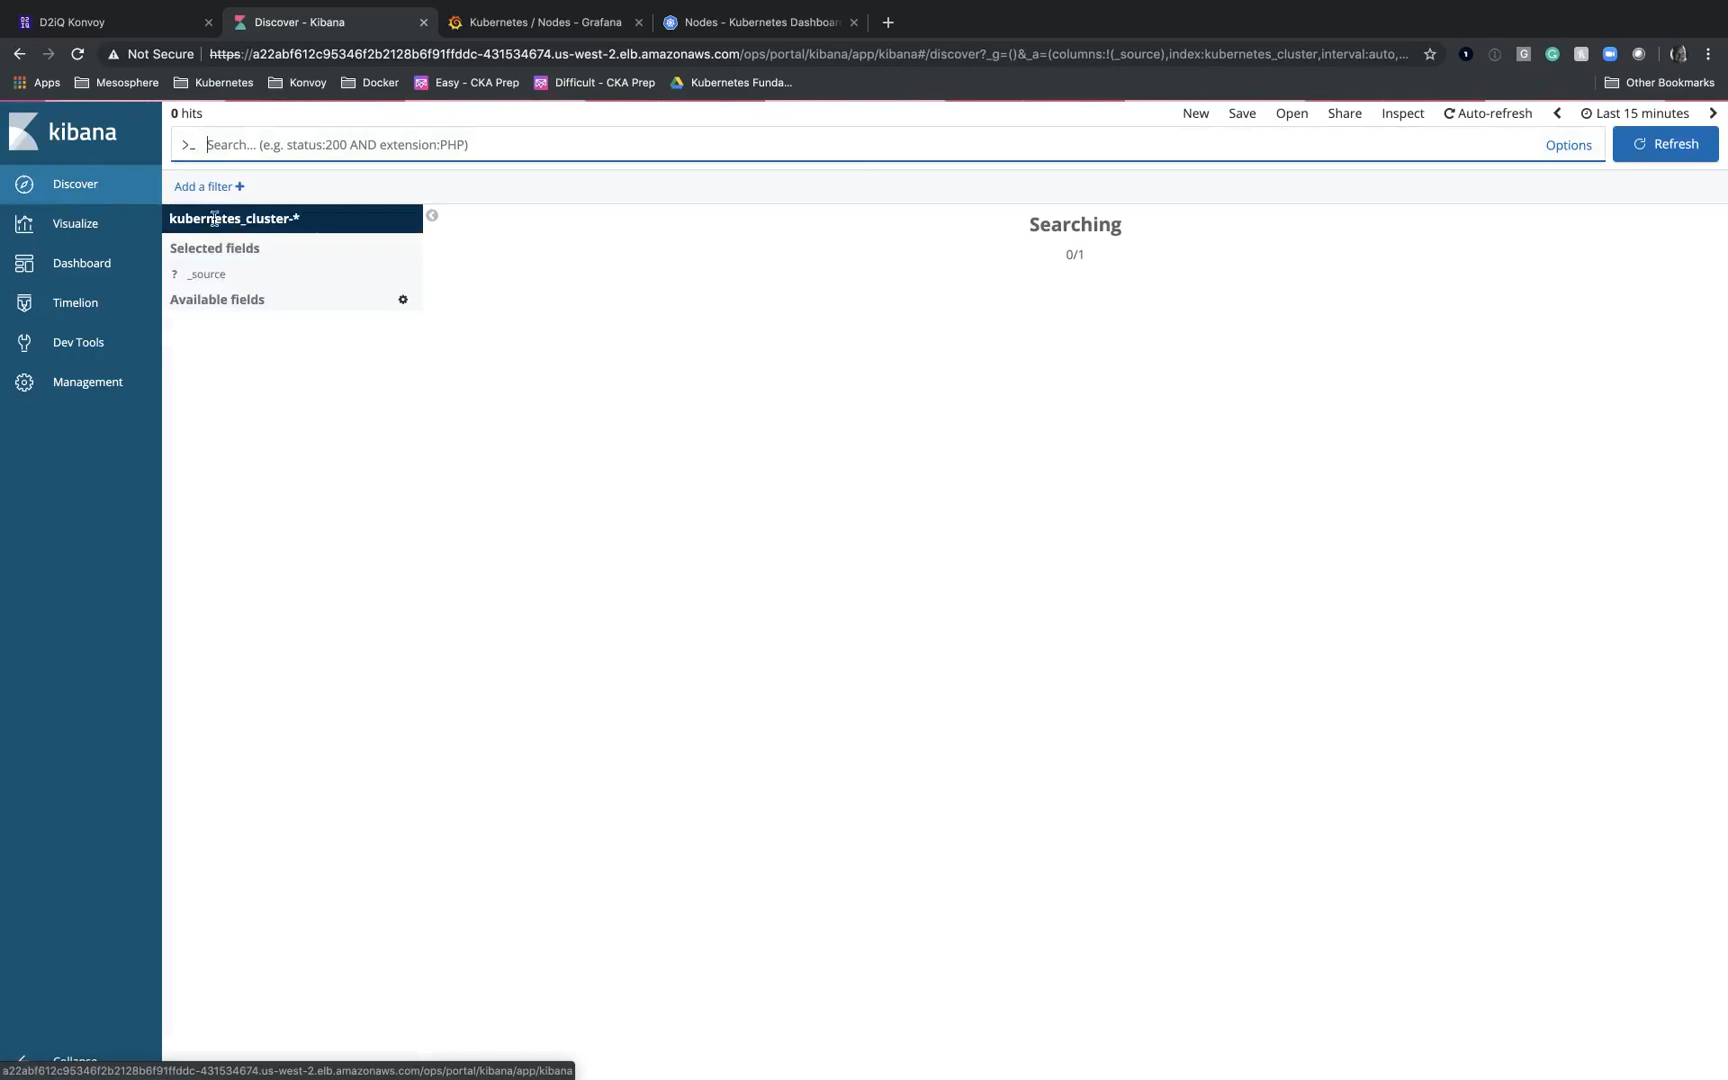 D2iQ Konvoy
Discover - Kibana
Kubernetes / Nodes - Grafana
Nodes - Kubernetes Dashboar
Not Secure
https://a22abf612c95346f2b2128b6f91ffddc-431534674.us-west-2.elb.amazonaws.com/ops/portal/kibana/app/kibana#/discover?_g=()&_a=(columns:!(_source),index:kubernetes_cluster,interval:auto,...
Apps
Mesosphere
Kubernetes
Konvoy
Docker
Easy - CKA Prep
Difficult - CKA Prep
Kubernetes Funda...
Other Bookmarks
kibana
Discover
Visualize
Dashboard
Timelion
Dev Tools
Management
Collapse
0 hits
New
Save
Open
Share
Inspect
Auto-refresh
Last 15 minutes
>_ Search... (e.g. status:200 AND extension:PHP)
Options
Refresh
Add a filter +
kubernetes_cluster-*
Selected fields
? _source
Available fields
Searching
0/1
a22abf612c95346f2b2128b6f91ffddc-431534674.us-west-2.elb.amazonaws.com/ops/portal/kibana/app/kibana